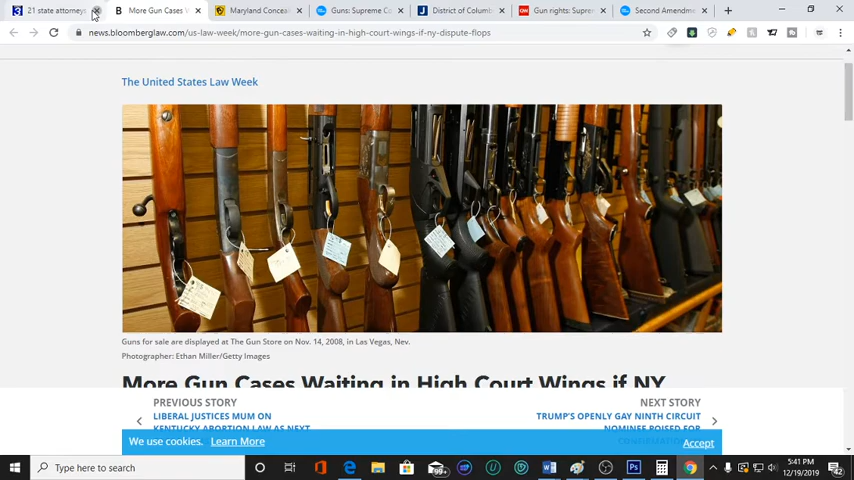 21 state attorneys
More Gun Cases W
Maryland Conceal
Guns: Supreme Co
District of Columb
Gun rights: Supre
Second Amendme
news.bloomberglaw.com/us-law-week/more-gun-cases-waiting-in-high-court-wings-if-ny-dispute-flops
The United States Law Week
Guns for sale are displayed at The Gun Store on Nov. 14, 2008, in Las Vegas, Nev.
Photographer: Ethan Miller/Getty Images
More Gun Cases Waiting in High Court Wings if NY
PREVIOUS STORY
LIBERAL JUSTICES MUM ON
KENTUCKY ABORTION LAW AS NEXT
NEXT STORY
TRUMP'S OPENLY GAY NINTH CIRCUIT
NOMINEE POISED FOR
We use cookies. Learn More
Accept
Type here to search
99+
5:41 PM
12/19/2019
42